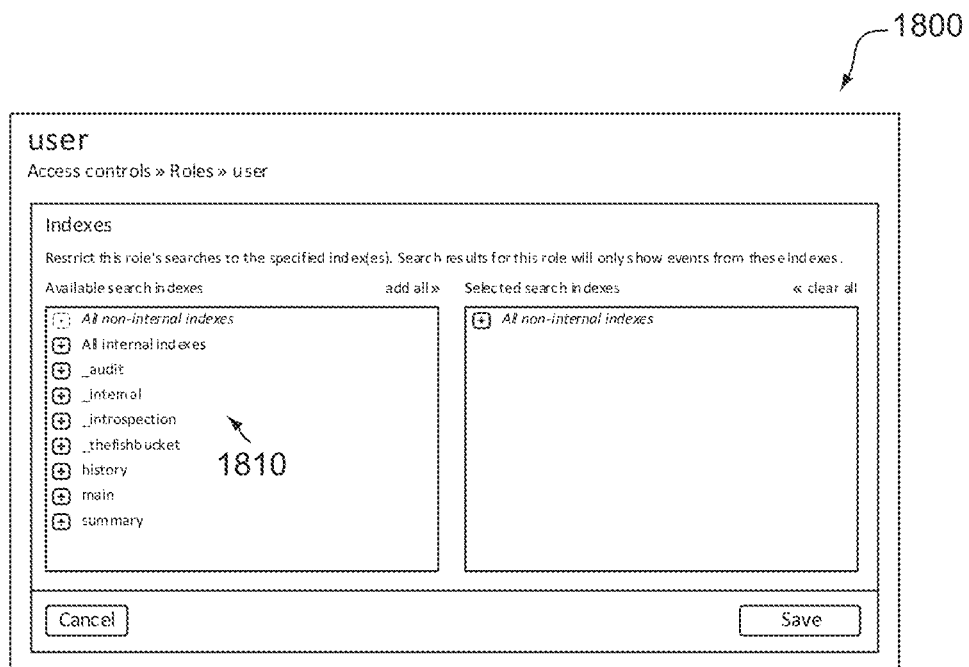 1800
user
Access controls » Roles » user
Indexes
Restrict this role's searches to the specified index(es). Search results for this role will only show events from these indexes.
Available search indexes add all » Selected search indexes « clear all
All non-internal indexes All non-internal indexes
All internal indexes
_audit
_internal
_introspection
_thefishbucket
1810
history
main
summary
Cancel Save